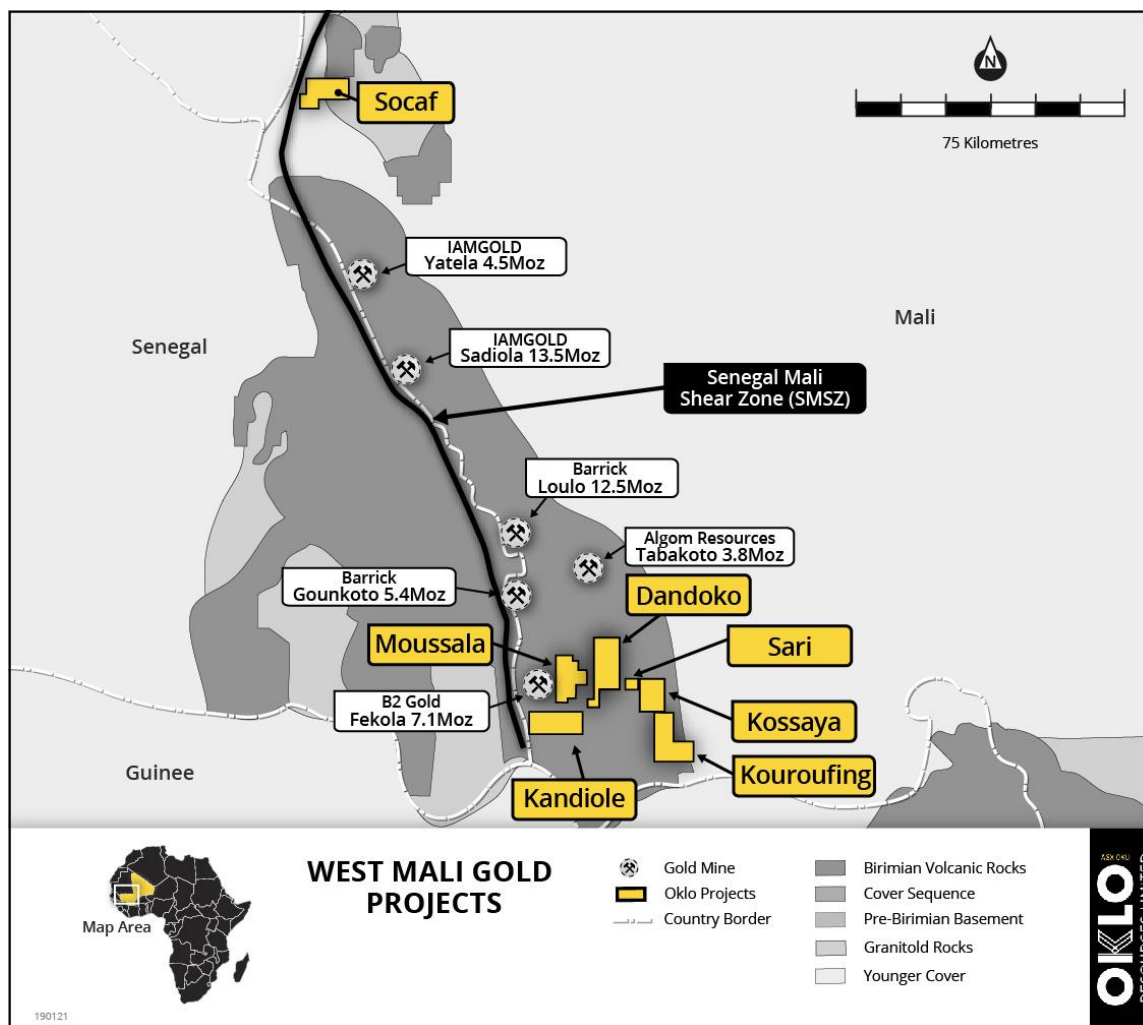 Socaf
N
75 Kilometres
IAMGOLD
Yatela 4.5Moz
Senegal
Mali
IAMGOLD
Sadiola 13.5Moz
Senegal Mali
Shear Zone (SMSZ)
Barrick
Loulo 12.5Moz
Algom Resources
Tabakoto 3.8Moz
Barrick
Gounkoto 5.4Moz
Dandoko
Moussala
Sari
B2 Gold
Fekola 7.1Moz
Kossaya
Guinee
Kouroufing
Kandiole
Map Area
WEST MALI GOLD
PROJECTS
Gold Mine
Oklo Projects
Country Border
Birimian Volcanic Rocks
Cover Sequence
Pre-Birimian Basement
Granitold Rocks
Younger Cover
ASX:OKU
OKLO
RESOURCES LIMITED
190121